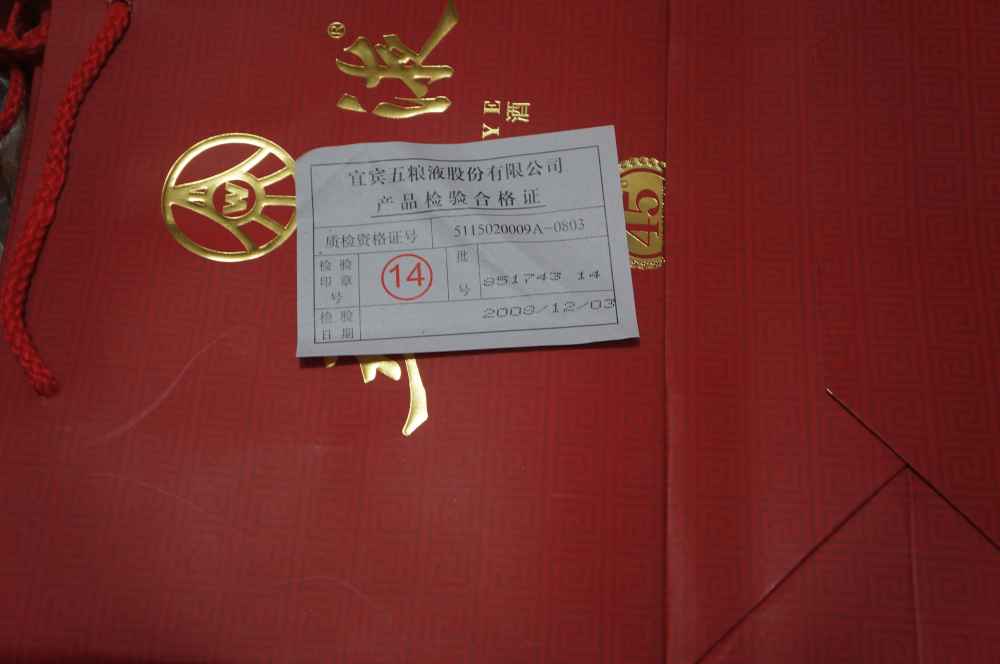 宜宾五粮液股份有限公司
产品检验合格证
质检资格证号 5115020009A-0803
检验印章号 14 批号 851743 14
检验日期 2008/12/03
液®
YE
酒
W
45°